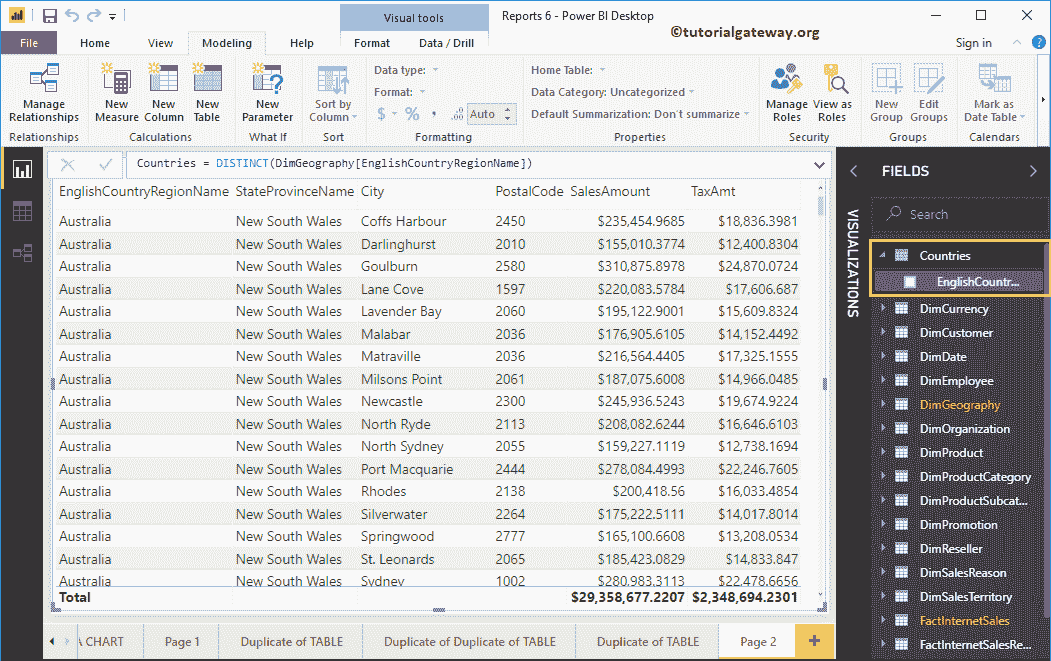 Visual tools
Reports 6 - Power BI Desktop
©tutorialgateway.org
File Home View Modeling Help Format Data / Drill Sign in
Manage Relationships
New Measure
New Column
New Table
New Parameter
Sort by Column
Data type:
Format:
$ % , .00 Auto
Home Table:
Data Category: Uncategorized
Default Summarization: Don't summarize
Manage Roles
View as Roles
New Group
Edit Groups
Mark as Date Table
Relationships Calculations What If Sort Formatting Properties Security Groups Calendars
Countries = DISTINCT(DimGeography[EnglishCountryRegionName])
EnglishCountryRegionName StateProvinceName City PostalCode SalesAmount TaxAmt
Australia New South Wales Coffs Harbour 2450 $235,454.9685 $18,836.3981
Australia New South Wales Darlinghurst 2010 $155,010.3774 $12,400.8304
Australia New South Wales Goulburn 2580 $310,875.8978 $24,870.0724
Australia New South Wales Lane Cove 1597 $220,083.5784 $17,606.687
Australia New South Wales Lavender Bay 2060 $195,122.9001 $15,609.8324
Australia New South Wales Malabar 2036 $176,905.6105 $14,152.4492
Australia New South Wales Matraville 2036 $216,564.4405 $17,325.1555
Australia New South Wales Milsons Point 2061 $187,075.6008 $14,966.0485
Australia New South Wales Newcastle 2300 $245,936.5243 $19,674.9224
Australia New South Wales North Ryde 2113 $208,082.6244 $16,646.6103
Australia New South Wales North Sydney 2055 $159,227.1119 $12,738.1694
Australia New South Wales Port Macquarie 2444 $278,084.4993 $22,246.7605
Australia New South Wales Rhodes 2138 $200,418.56 $16,033.4854
Australia New South Wales Silverwater 2264 $175,222.5111 $14,017.8014
Australia New South Wales Springwood 2777 $165,100.6608 $13,208.0534
Australia New South Wales St. Leonards 2065 $185,423.0829 $14,833.847
Australia New South Wales Sydney 1002 $280,983.3113 $22,478.6656
Total $29,358,677.2207 $2,348,694.2301
VISUALIZATIONS
FIELDS
Search
Countries
EnglishCountr...
DimCurrency
DimCustomer
DimDate
DimEmployee
DimGeography
DimOrganization
DimProduct
DimProductCategory
DimProductSubcat...
DimPromotion
DimReseller
DimSalesReason
DimSalesTerritory
FactInternetSales
FactInternetSalesRe...
CHART Page 1 Duplicate of TABLE Duplicate of Duplicate of TABLE Duplicate of TABLE Page 2 +